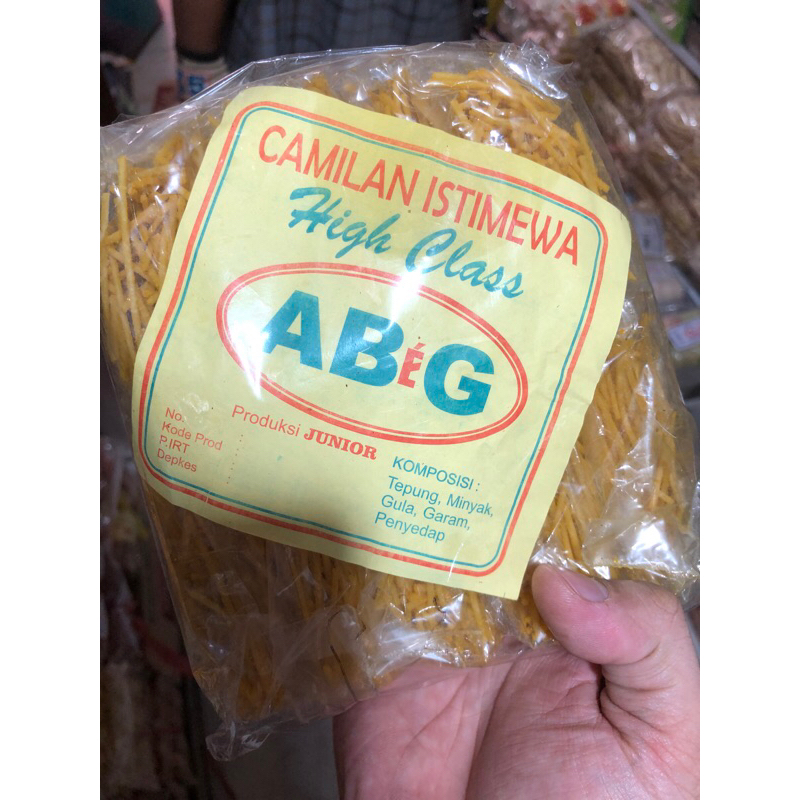 CAMILAN ISTIMEWA
High Class
ABÉG
Produksi JUNIOR
No. :
Kode Prod :
P.IRT :
Depkes :
KOMPOSISI :
Tepung, Minyak,
Gula, Garam,
Penyedap